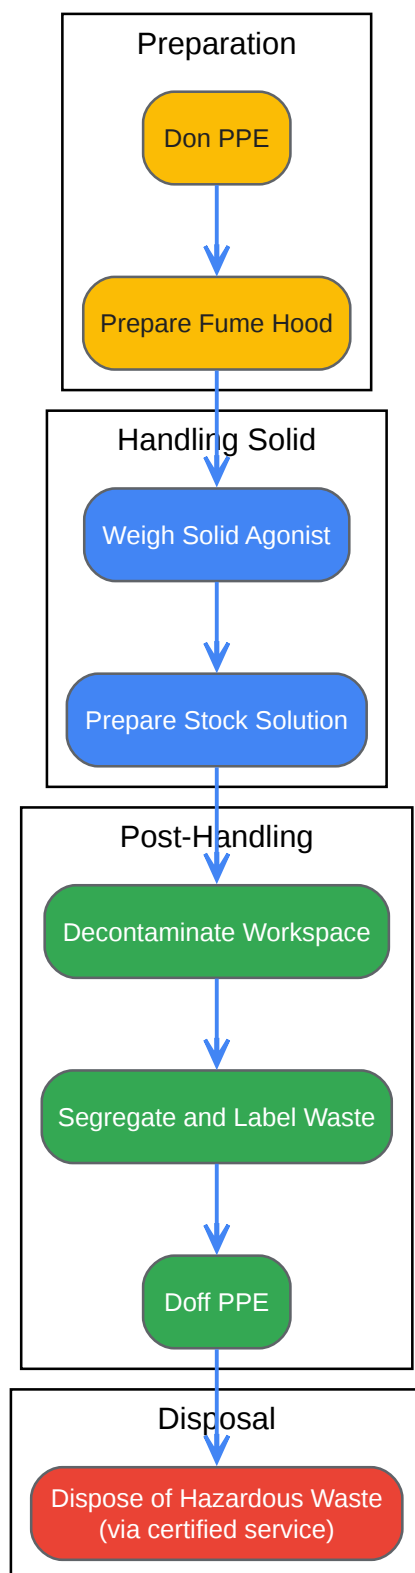 Preparation
Don PPE
Prepare Fume Hood
Handling Solid
Weigh Solid Agonist
Prepare Stock Solution
Post-Handling
Decontaminate Workspace
Segregate and Label Waste
Doff PPE
Disposal
Dispose of Hazardous Waste
(via certified service)